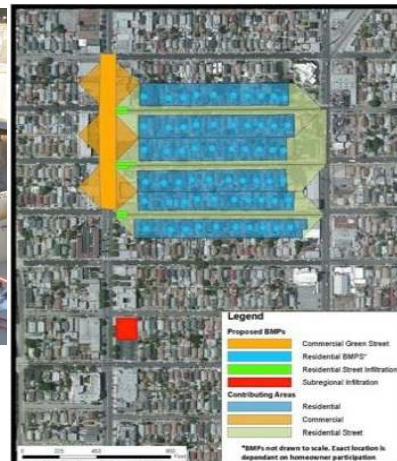 Legend
Proposed BMPs
Commercial Green Street
Residential BMPS*
Residential Street Infiltration
Subregional Infiltration
Contributing Areas
Residential
Commercial
Residential Street
*BMPs not drawn to scale. Exact location is
dependant on homeowner participation
0
Feet